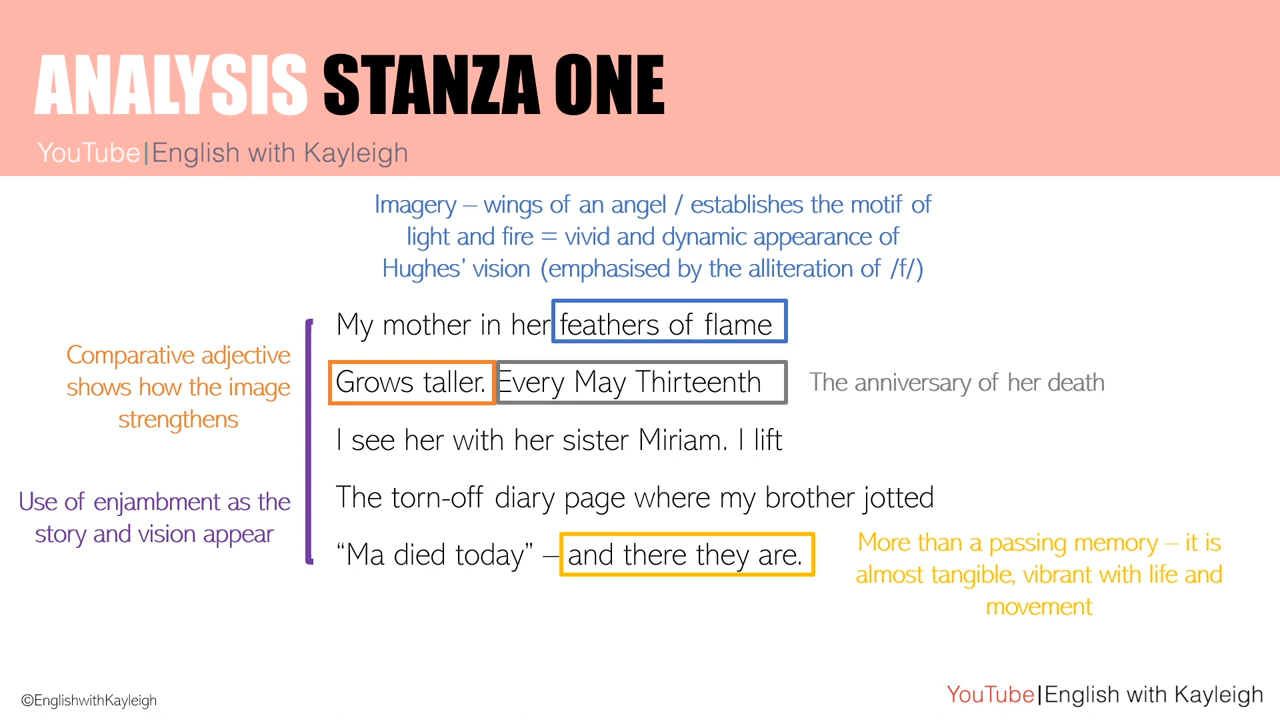 ANALYSIS STANZA ONE
YouTube|English with Kayleigh
Imagery – wings of an angel / establishes the motif of
light and fire = vivid and dynamic appearance of
Hughes’ vision (emphasised by the alliteration of /f/)
My mother in her feathers of flame
Comparative adjective
shows how the image
strengthens
Grows taller. Every May Thirteenth
The anniversary of her death
I see her with her sister Miriam. I lift
Use of enjambment as the
story and vision appear
The torn-off diary page where my brother jotted
“Ma died today” – and there they are.
More than a passing memory – it is
almost tangible, vibrant with life and
movement
©EnglishwithKayleigh
YouTube|English with Kayleigh